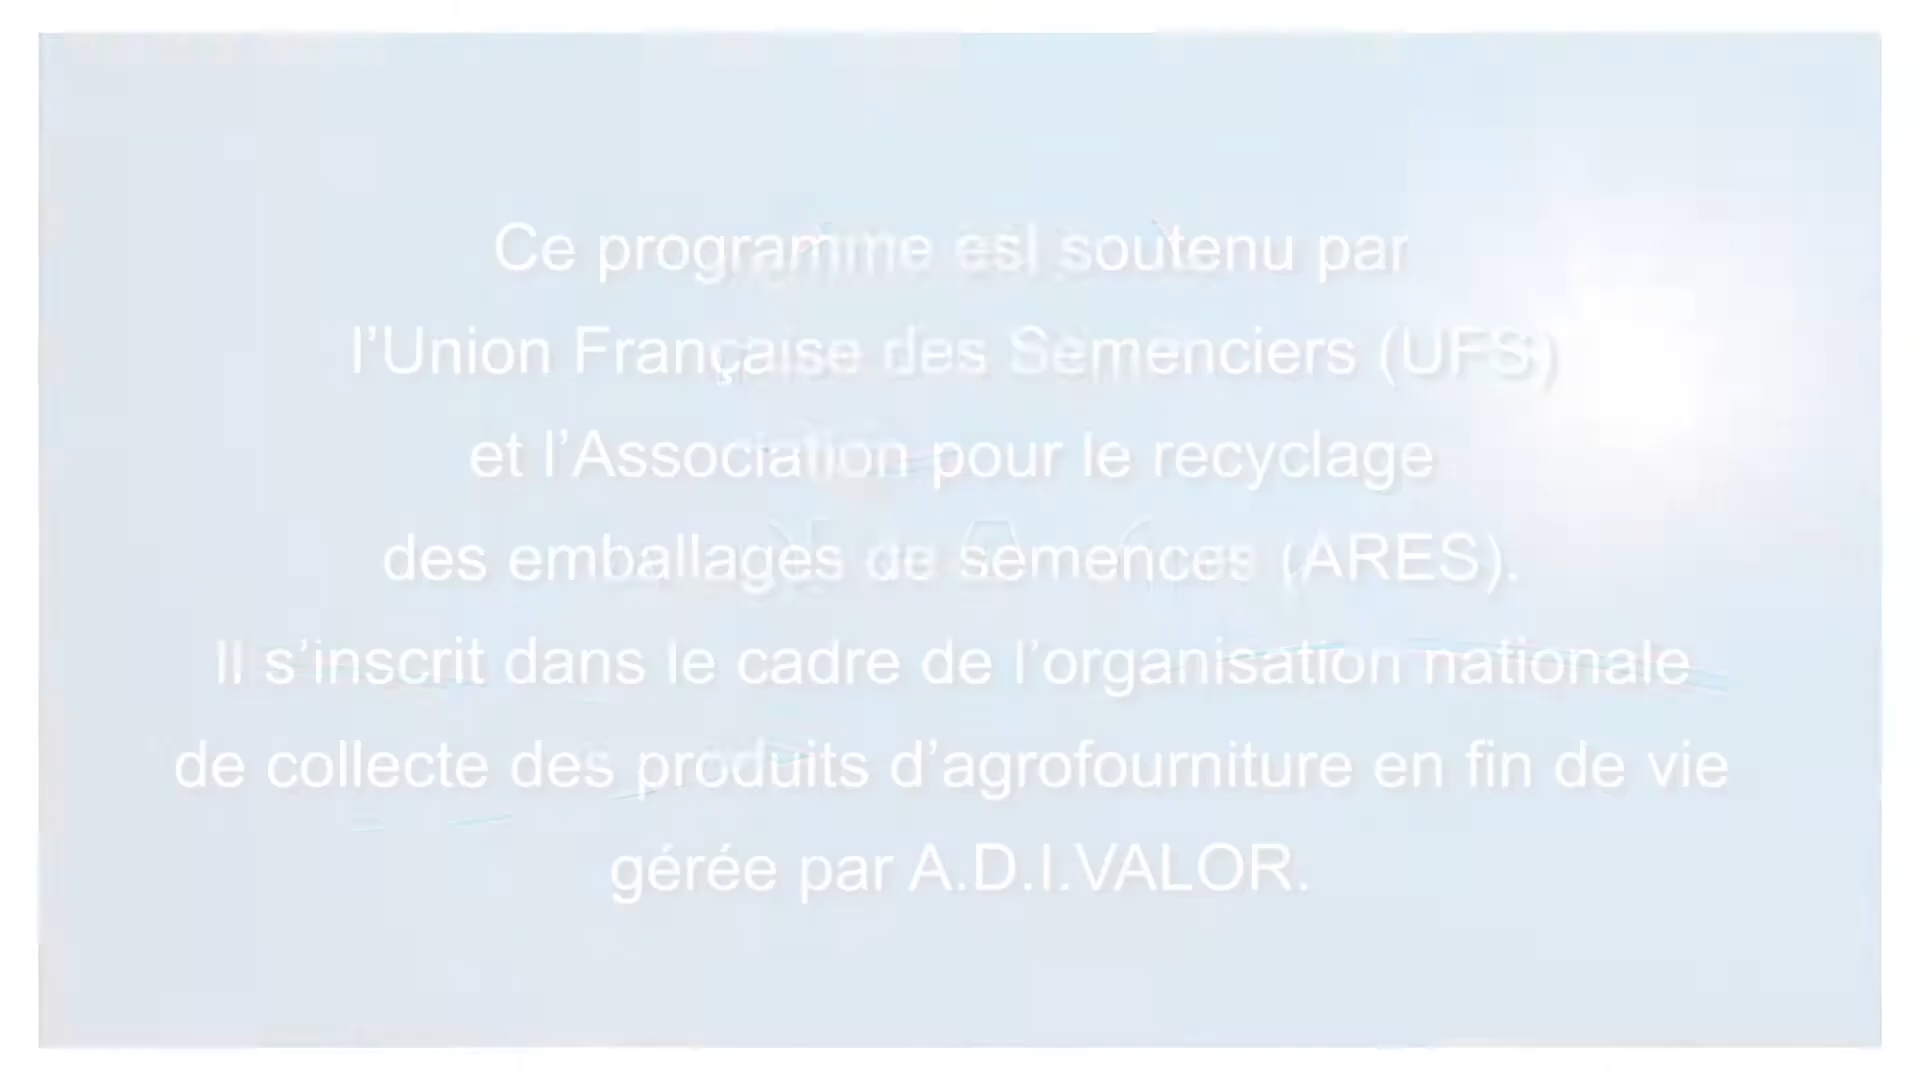 Ce programme est soutenu par
l’Union Française des Semenciers (UFS)
et l’Association pour le recyclage
des emballages de semences (ARES).
Il s’inscrit dans le cadre de l’organisation nationale
de collecte des produits d’agrofourniture en fin de vie
gérée par A.D.I.VALOR.